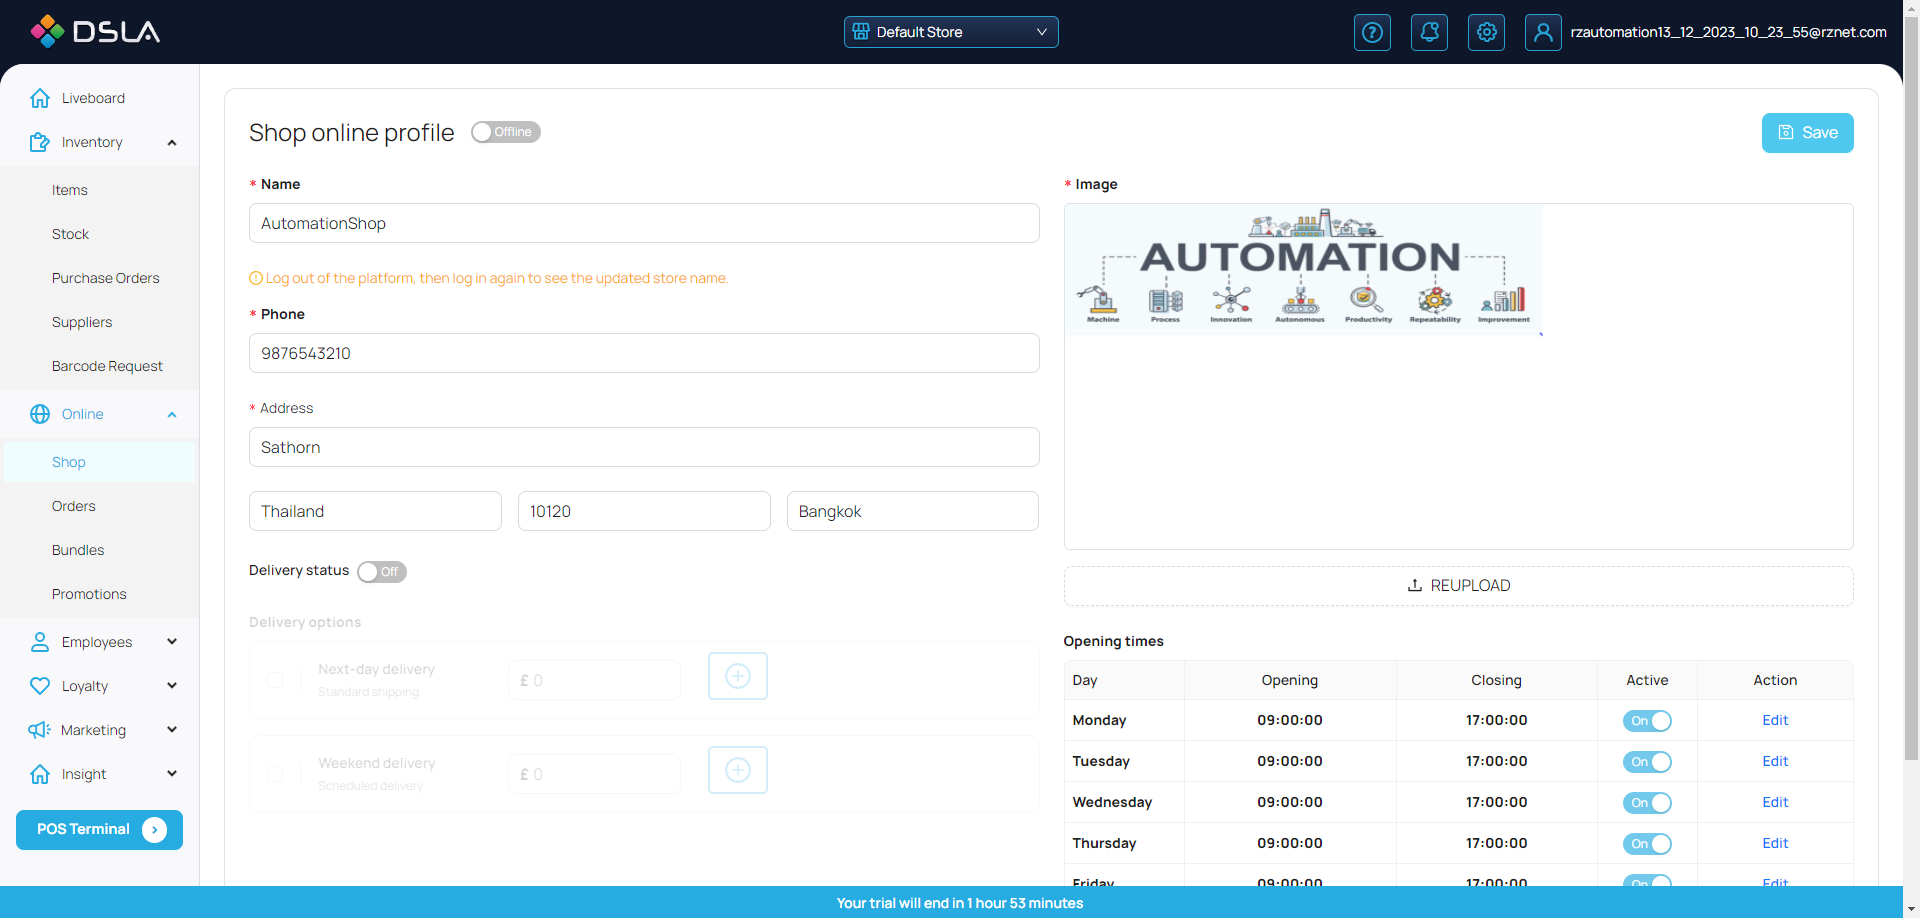 DSLA
Default Store
rzautomation13_12_2023_10_23_55@rznet.com
Liveboard
Inventory
Items
Stock
Purchase Orders
Suppliers
Barcode Request
Online
Shop
Orders
Bundles
Promotions
Employees
Loyalty
Marketing
Insight
POS Terminal
Shop online profile Offline
Save
* Name
AutomationShop
Log out of the platform, then log in again to see the updated store name.
* Phone
9876543210
* Address
Sathorn
Thailand 10120 Bangkok
Delivery status Off
Delivery options
Next-day delivery £ 0
Standard shipping
Weekend delivery £ 0
Scheduled delivery
* Image
AUTOMATION
Machine Process Innovation Autonomous Productivity Repeatability Improvement
REUPLOAD
Opening times
Day Opening Closing Active Action
Monday 09:00:00 17:00:00 On Edit
Tuesday 09:00:00 17:00:00 On Edit
Wednesday 09:00:00 17:00:00 On Edit
Thursday 09:00:00 17:00:00 On Edit
Friday 09:00:00 17:00:00 On Edit
Your trial will end in 1 hour 53 minutes